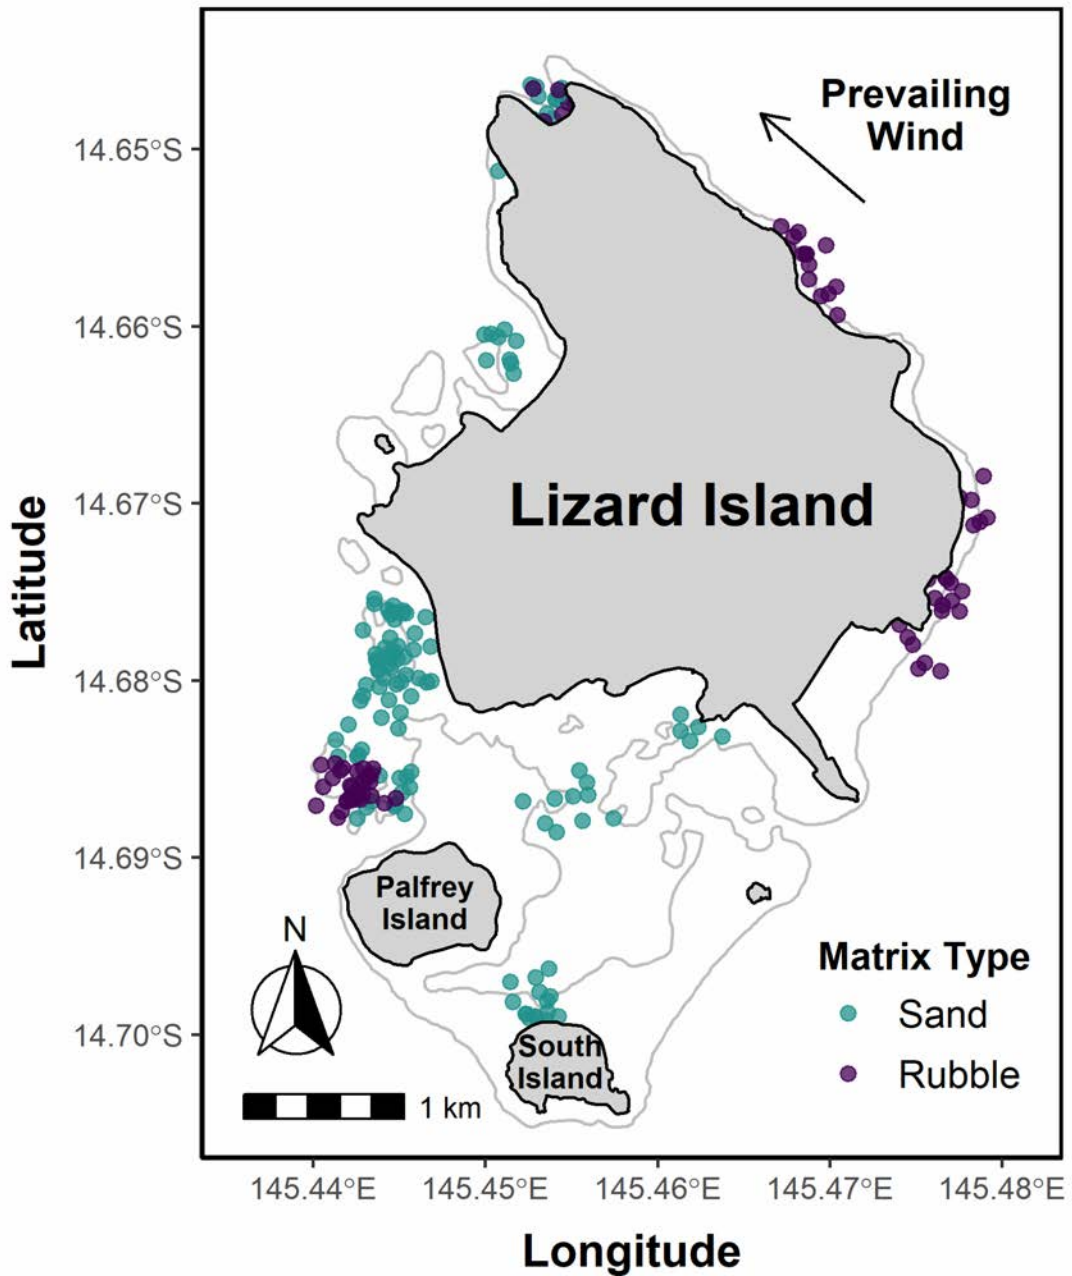 Prevailing
Wind
14.65°S
14.66°S
Lizard Island
14.67°S
Latitude
14.68°S
14.69°S
Palfrey
Island
N
Matrix Type
Sand
14.70°S
South
Island
Rubble
1 km
145.44°E
145.45°E
145.46°E
145.47°E
145.48°E
Longitude